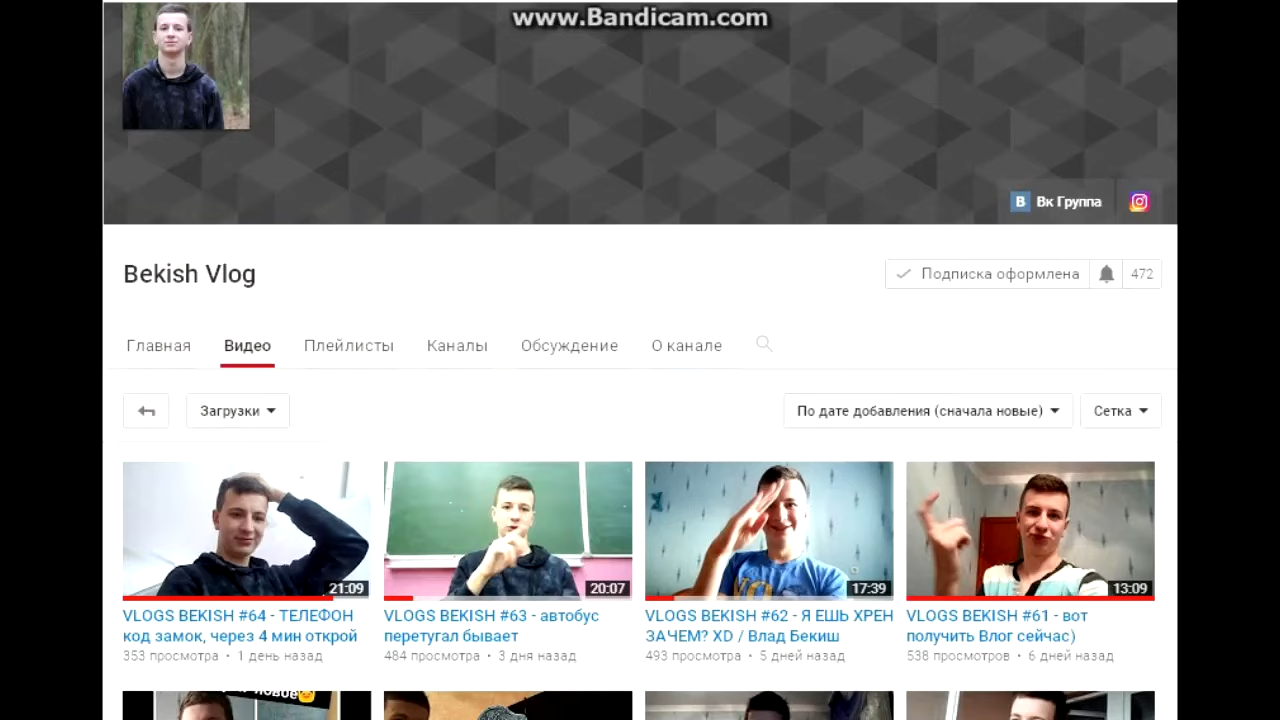 www.Bandicam.com
B Вк Группа
Bekish Vlog
Подписка оформлена 472
Главная Видео Плейлисты Каналы Обсуждение О канале
Загрузки По дате добавления (сначала новые) Сетка
21:09 20:07 17:39 13:09
VLOGS BEKISH #64 - ТЕЛЕФОН
код замок, через 4 мин открой
353 просмотра • 1 день назад
VLOGS BEKISH #63 - автобус
перетугал бывает
484 просмотра • 3 дня назад
VLOGS BEKISH #62 - Я ЕШЬ ХРЕН
ЗАЧЕМ? XD / Влад Бекиш
493 просмотра • 5 дней назад
VLOGS BEKISH #61 - вот
получить Влог сейчас)
538 просмотров • 6 дней назад